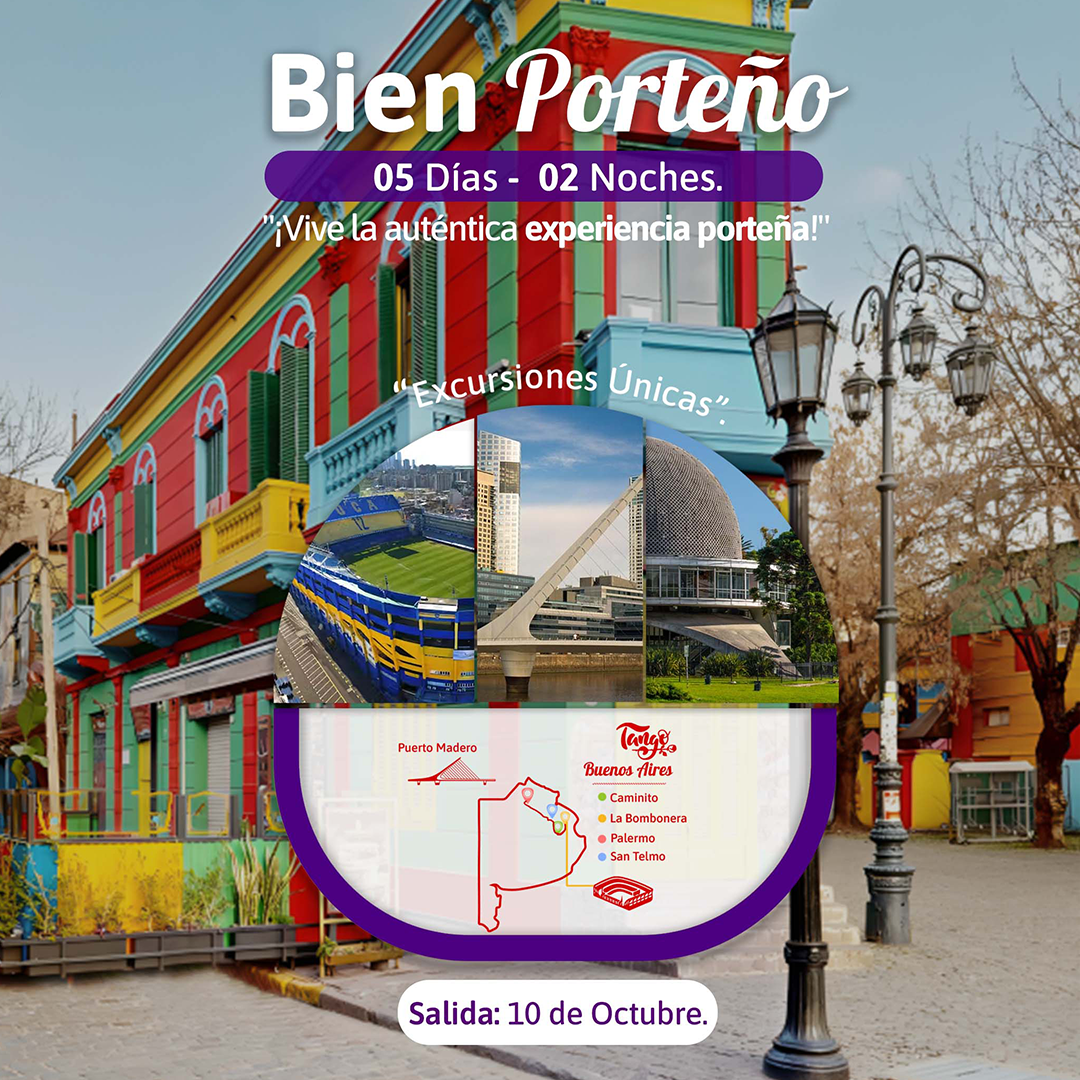 Bien Porteño
05 Días - 02 Noches.
"¡Vive la auténtica experiencia porteña!"
"Excursiones Únicas".
Puerto Madero
Tango
Buenos Aires
Caminito
La Bombonera
Palermo
San Telmo
Salida: 10 de Octubre.